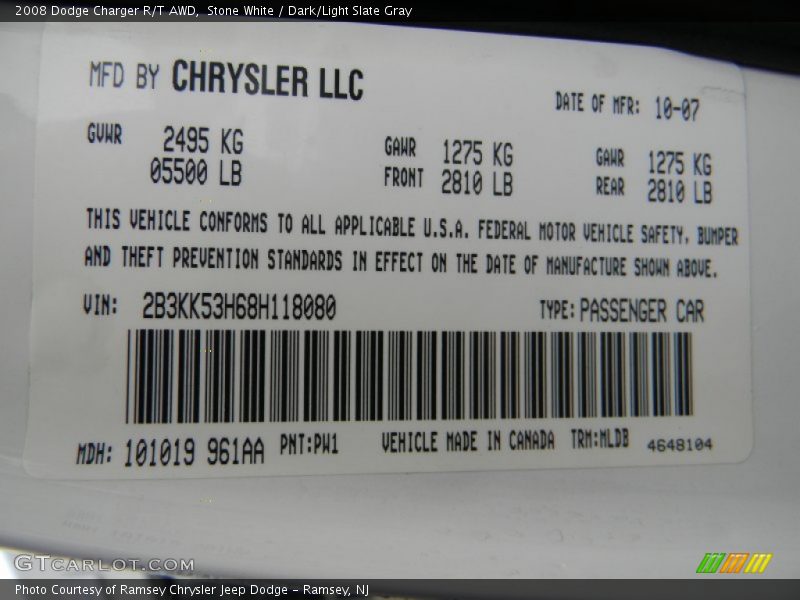 2008 Dodge Charger R/T AWD,  Stone White / Dark/Light Slate Gray
MFD BY CHRYSLER LLC
DATE OF MFR: 10-07
GVWR 2495 KG GAWR 1275 KG GAWR 1275 KG
05500 LB FRONT 2810 LB REAR 2810 LB
THIS VEHICLE CONFORMS TO ALL APPLICABLE U.S.A. FEDERAL MOTOR VEHICLE SAFETY, BUMPER
AND THEFT PREVENTION STANDARDS IN EFFECT ON THE DATE OF MANUFACTURE SHOWN ABOVE.
VIN: 2B3KK53H68H118080 TYPE: PASSENGER CAR
MDH: 101019 961AA PNT:PW1 VEHICLE MADE IN CANADA TRM:MLDB 4648104
GTCARLOT.COM
Photo Courtesy of Ramsey Chrysler Jeep Dodge - Ramsey, NJ